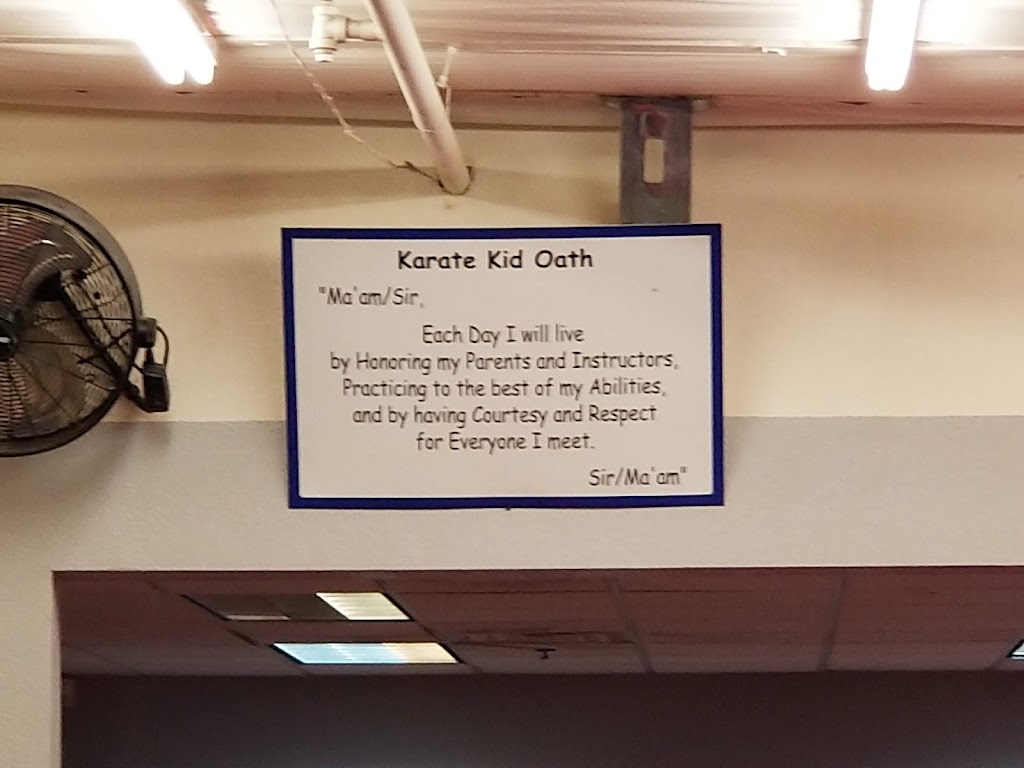 Karate Kid Oath
"Ma'am/Sir,
Each Day I will live
by Honoring my Parents and Instructors,
Practicing to the best of my Abilities,
and by having Courtesy and Respect
for Everyone I meet.
Sir/Ma'am"